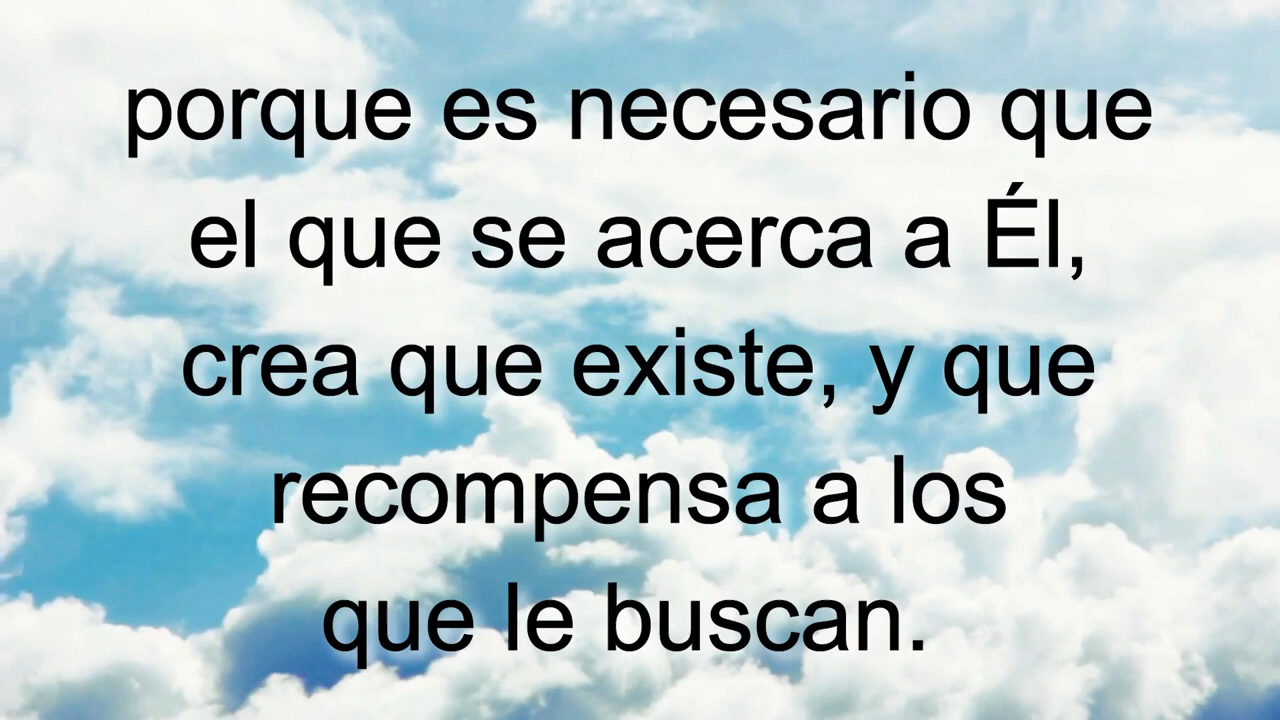 porque es necesario que
el que se acerca a Él,
crea que existe, y que
recompensa a los
que le buscan.